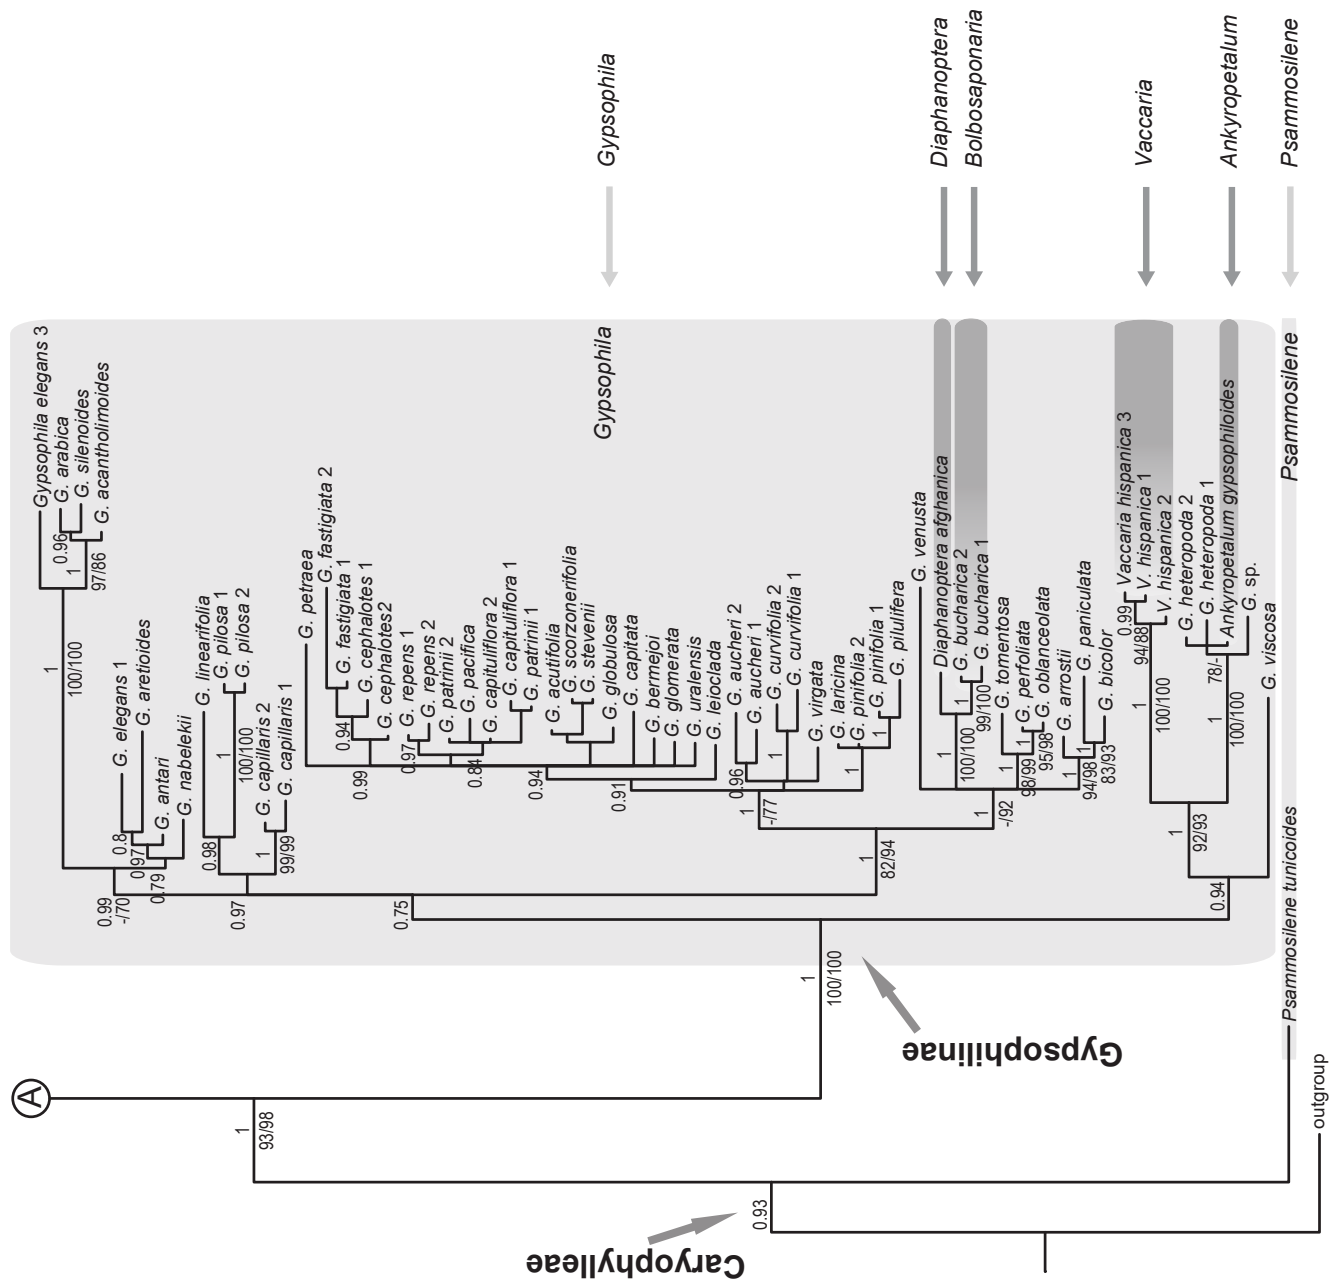 Gypsophila elegans 3
G. arabica
G. silenoides
G. acantholimoides
0.96
1
97/86
1
100/100
G. elegans 1
G. aretioides
G. antari
G. nabelekii
0.8
0.97
0.79
0.99
-/70
G. linearifolia
G. pilosa 1
G. pilosa 2
1
100/100
0.98
G. capillaris 2
G. capillaris 1
1
99/99
0.97
0.75
G. petraea
G. fastigiata 2
G. fastigiata 1
G. cephalotes 1
G. cephalotes2
0.94
0.99
G. repens 1
G. repens 2
G. patrinii 2
G. pacifica
G. capituliflora 2
G. capituliflora 1
G. patrinii 1
0.97
0.84
G. acutifolia
G. scorzonerifolia
G. stevenii
G. globulosa
G. capitata
G. bermejoi
G. glomerata
G. uralensis
G. leioclada
0.94
0.91
G. aucheri 2
G. aucheri 1
G. curvifolia 2
G. curvifolia 1
G. virgata
G. laricina
G. pinifolia 2
G. pinifolia 1
G. pilulifera
0.96
1
1
1
1
-/77
1
82/94
G. venusta
Diaphanoptera afghanica
G. bucharica 2
G. bucharica 1
1
99/100
1
100/100
G. tomentosa
G. perfoliata
G. oblanceolata
1
95/98
1
98/99
G. arrostii
G. paniculata
G. bicolor
1
83/93
1
94/98
1
-/92
Vaccaria hispanica 3
V. hispanica 1
V. hispanica 2
0.99
94/88
1
100/100
G. heteropoda 2
G. heteropoda 1
Ankyropetalum gypsophiloides
G. sp.
78/-
1
100/100
1
92/93
G. viscosa
0.94
1
100/100
Psammosilene tunicoides
outgroup
A
1
93/98
0.93
Gypsophilinae
Caryophylleae
Gypsophila
Psammosilene
Gypsophila
Diaphanoptera
Bolbosaponaria
Vaccaria
Ankyropetalum
Psammosilene